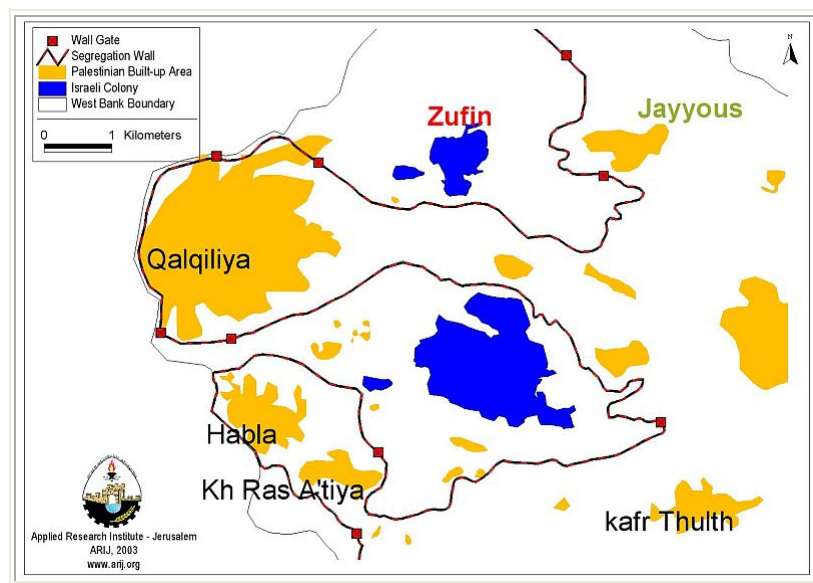 Wall Gate
Segregation Wall
Palestinian Built-up Area
Israeli Colony
West Bank Boundary
0 1 Kilometers
N
Zufin
Jayyous
Qalqiliya
Habla
Kh Ras A'tiya
kafr Thulth
Applied Research Institute - Jerusalem
ARIJ, 2003
www.arij.org